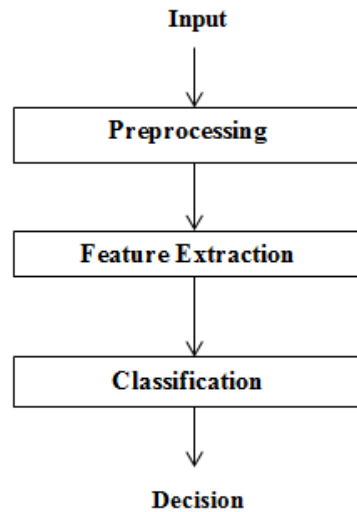 Input
Preprocessing
Feature Extraction
Classification
Decision